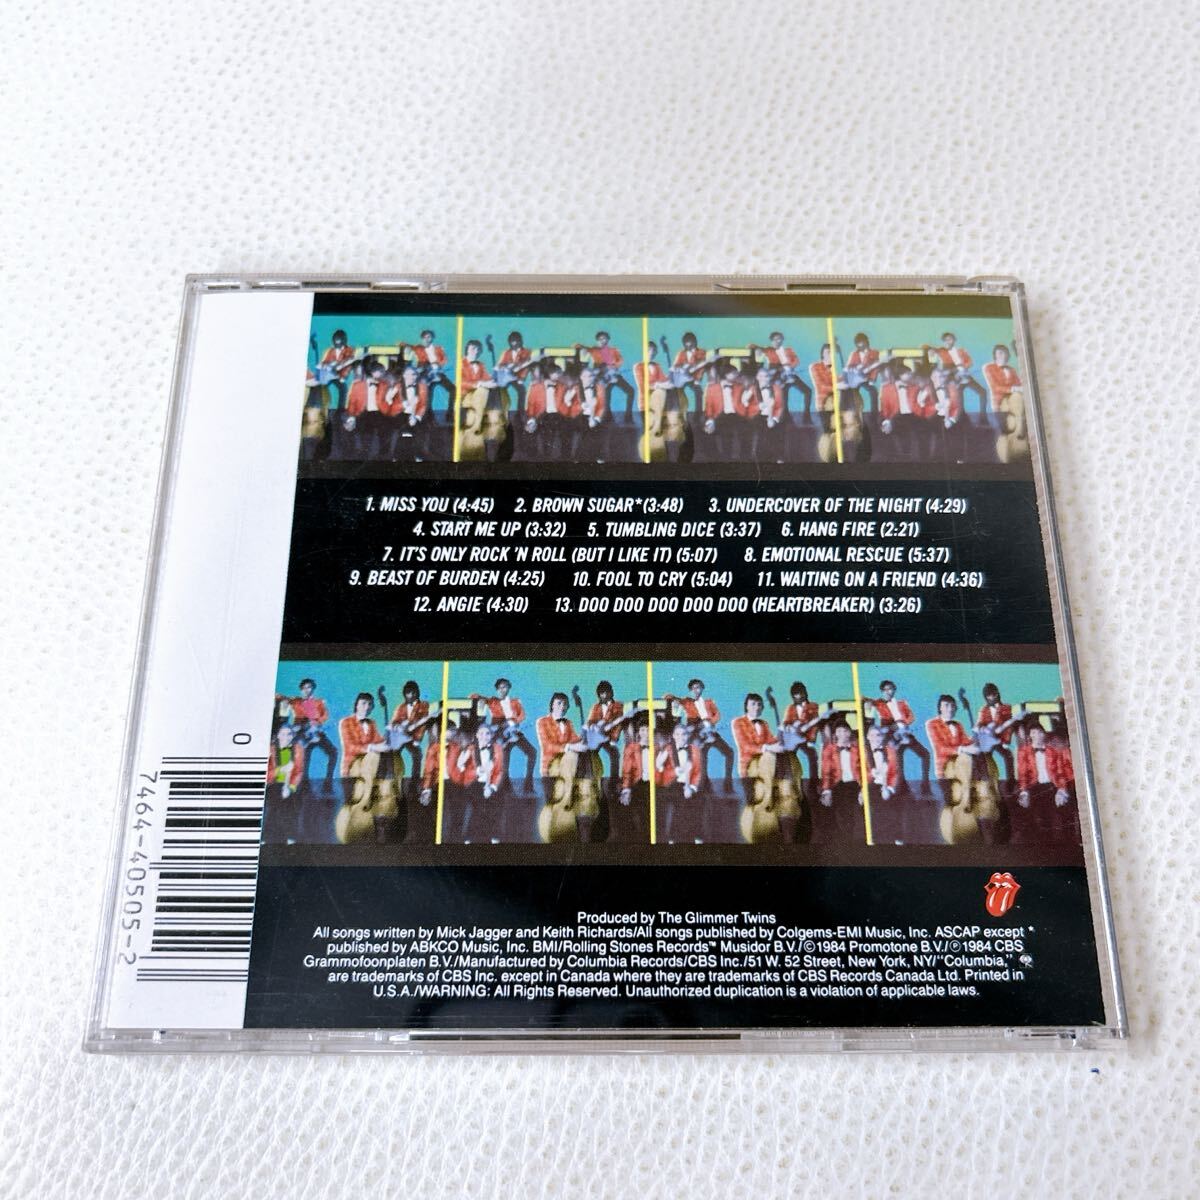 1. MISS YOU (4:45) 2. BROWN SUGAR*(3:48) 3. UNDERCOVER OF THE NIGHT (4:29)
4. START ME UP (3:32) 5. TUMBLING DICE (3:37) 6. HANG FIRE (2:21)
7. IT'S ONLY ROCK 'N ROLL (BUT I LIKE IT) (5:07) 8. EMOTIONAL RESCUE (5:37)
9. BEAST OF BURDEN (4:25) 10. FOOL TO CRY (5:04) 11. WAITING ON A FRIEND (4:36)
12. ANGIE (4:30) 13. DOO DOO DOO DOO DOO (HEARTBREAKER) (3:26)
0
7464-40505-2
Produced by The Glimmer Twins
All songs written by Mick Jagger and Keith Richards/All songs published by Colgems-EMI Music, Inc. ASCAP except *
published by ABKCO Music, Inc. BMI/Rolling Stones Records™ Musidor B.V./©1984 Promotone B.V./℗1984 CBS
Grammofoonplaten B.V./Manufactured by Columbia Records/CBS Inc./51 W. 52 Street, New York, NY/"Columbia,"
are trademarks of CBS Inc. except in Canada where they are trademarks of CBS Records Canada Ltd. Printed in
U.S.A./WARNING: All Rights Reserved. Unauthorized duplication is a violation of applicable laws.